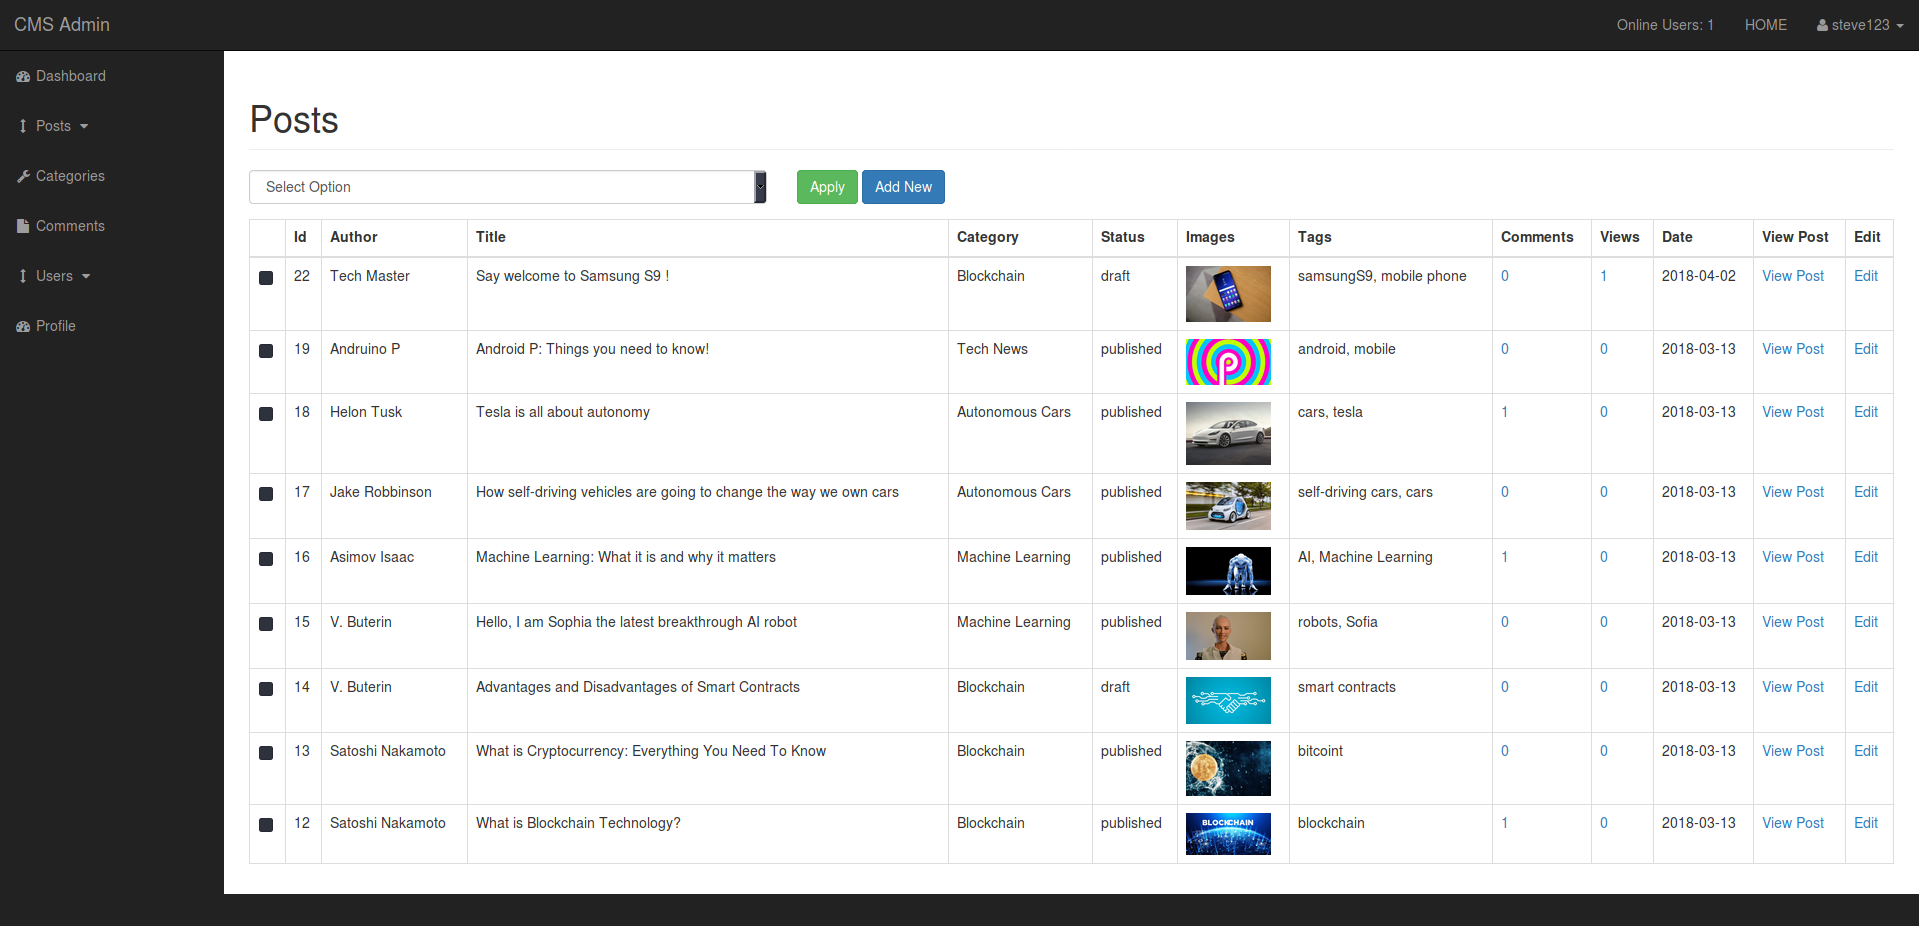 CMS Admin
Online Users: 1 HOME steve123
Dashboard
Posts
Categories
Comments
Users
Profile
Posts
Select Option Apply Add New
Id Author Title Category Status Images Tags Comments Views Date View Post Edit
22 Tech Master Say welcome to Samsung S9 ! Blockchain draft samsungS9, mobile phone 0 1 2018-04-02 View Post Edit
19 Andruino P Android P: Things you need to know! Tech News published android, mobile 0 0 2018-03-13 View Post Edit
18 Helon Tusk Tesla is all about autonomy Autonomous Cars published cars, tesla 1 0 2018-03-13 View Post Edit
17 Jake Robbinson How self-driving vehicles are going to change the way we own cars Autonomous Cars published self-driving cars, cars 0 0 2018-03-13 View Post Edit
16 Asimov Isaac Machine Learning: What it is and why it matters Machine Learning published AI, Machine Learning 1 0 2018-03-13 View Post Edit
15 V. Buterin Hello, I am Sophia the latest breakthrough AI robot Machine Learning published robots, Sofia 0 0 2018-03-13 View Post Edit
14 V. Buterin Advantages and Disadvantages of Smart Contracts Blockchain draft smart contracts 0 0 2018-03-13 View Post Edit
13 Satoshi Nakamoto What is Cryptocurrency: Everything You Need To Know Blockchain published bitcoint 0 0 2018-03-13 View Post Edit
12 Satoshi Nakamoto What is Blockchain Technology? Blockchain published BLOCKCHAIN blockchain 1 0 2018-03-13 View Post Edit